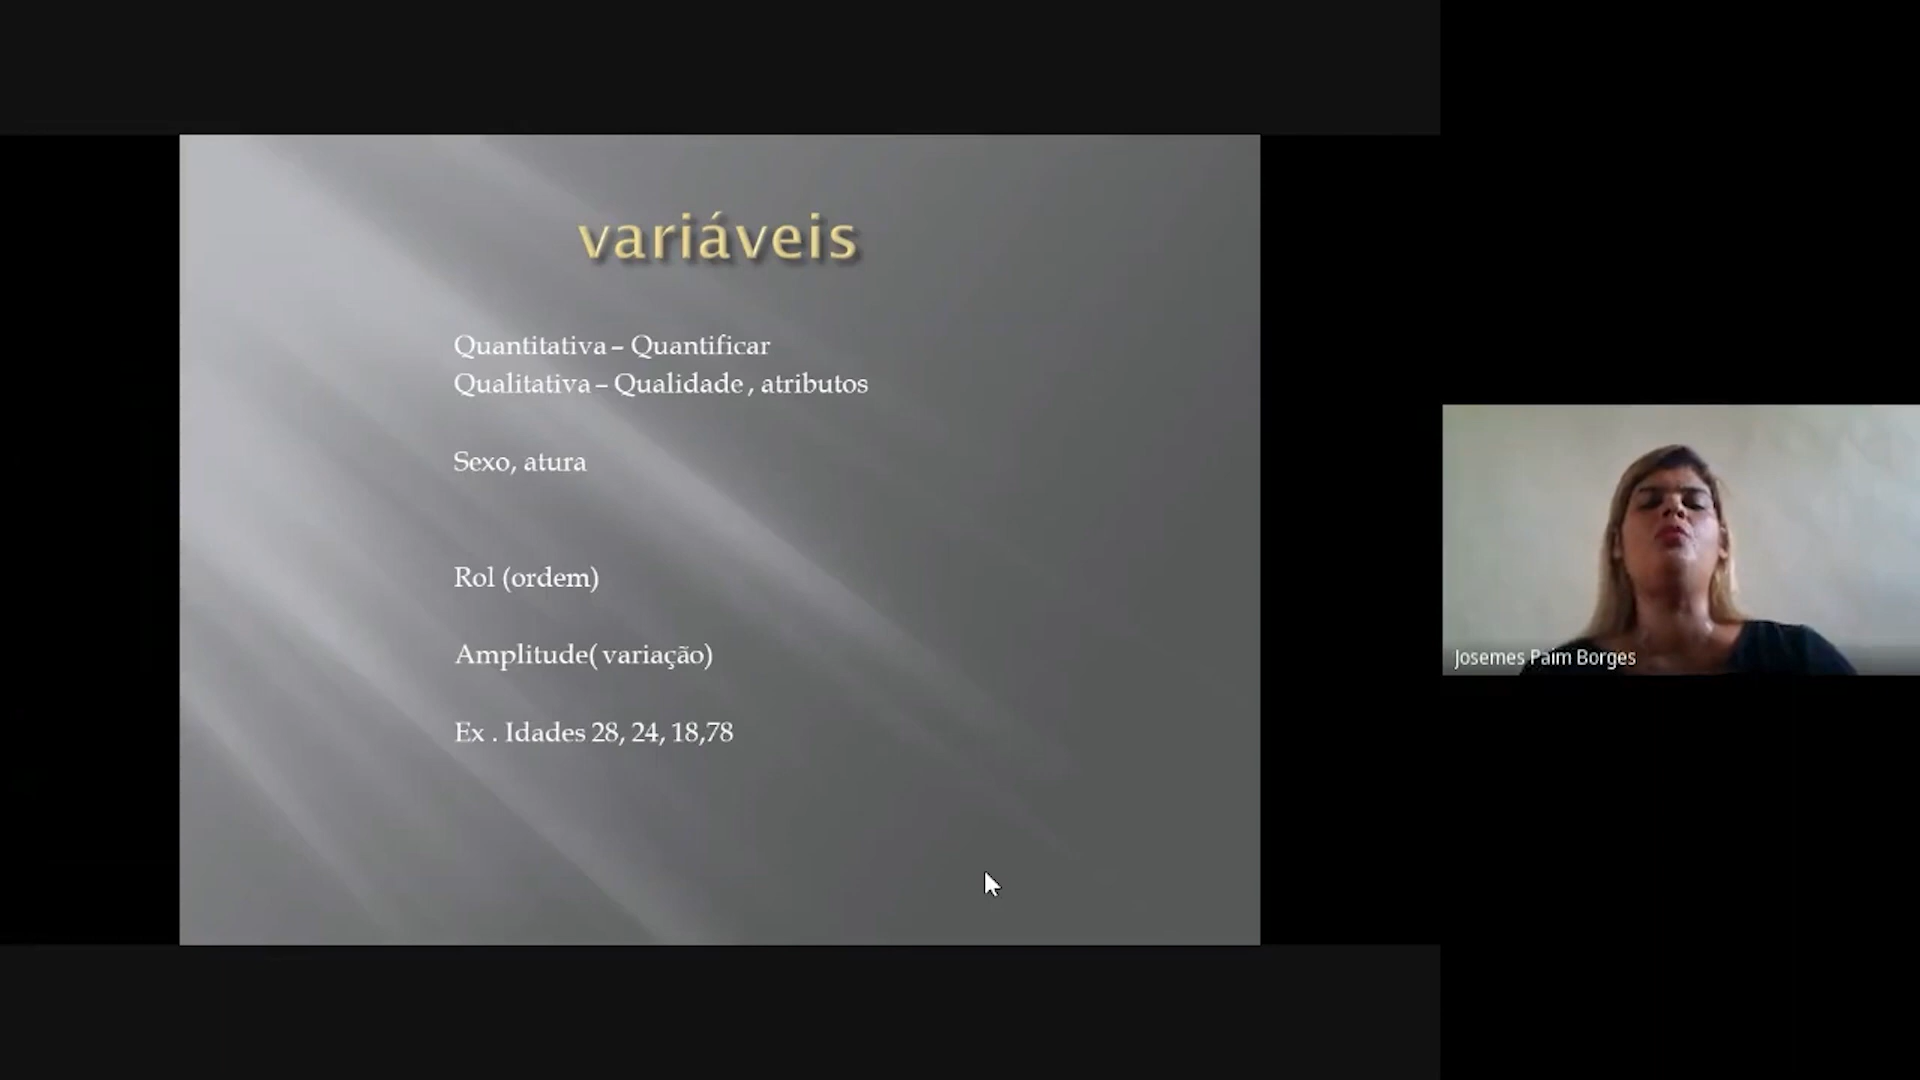 variáveis
Quantitativa – Quantificar
Qualitativa – Qualidade , atributos
Sexo, atura
Rol (ordem)
Amplitude( variação)
Ex . Idades 28, 24, 18,78
Josemes Paim Borges